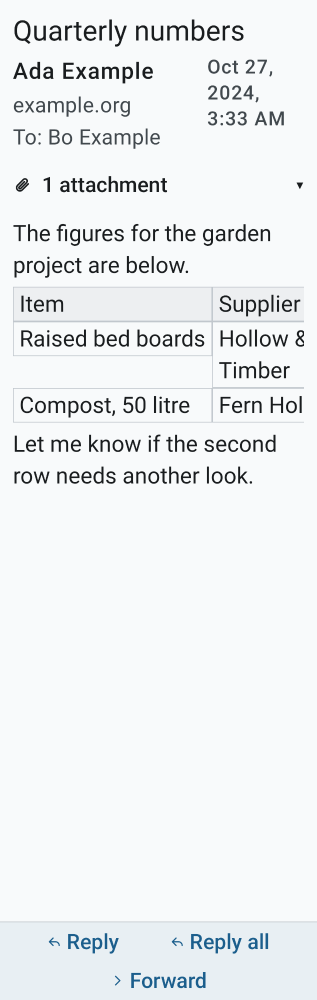 Quarterly numbers
Ada Example
Oct 27, 2024, 3:33 AM
example.org
To: Bo Example
1 attachment
The figures for the garden
project are below.
Item Supplier
Raised bed boards Hollow &
Timber
Compost, 50 litre Fern Hol
Let me know if the second
row needs another look.
Reply Reply all
Forward